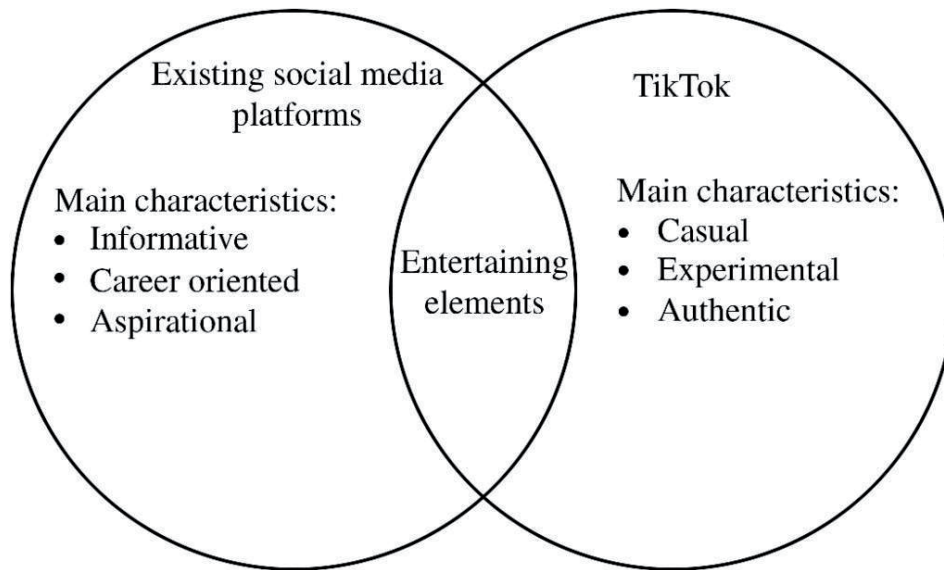 Existing social media
platforms
Main characteristics:
• Informative
• Career oriented
• Aspirational
Entertaining
elements
TikTok
Main characteristics:
• Casual
• Experimental
• Authentic